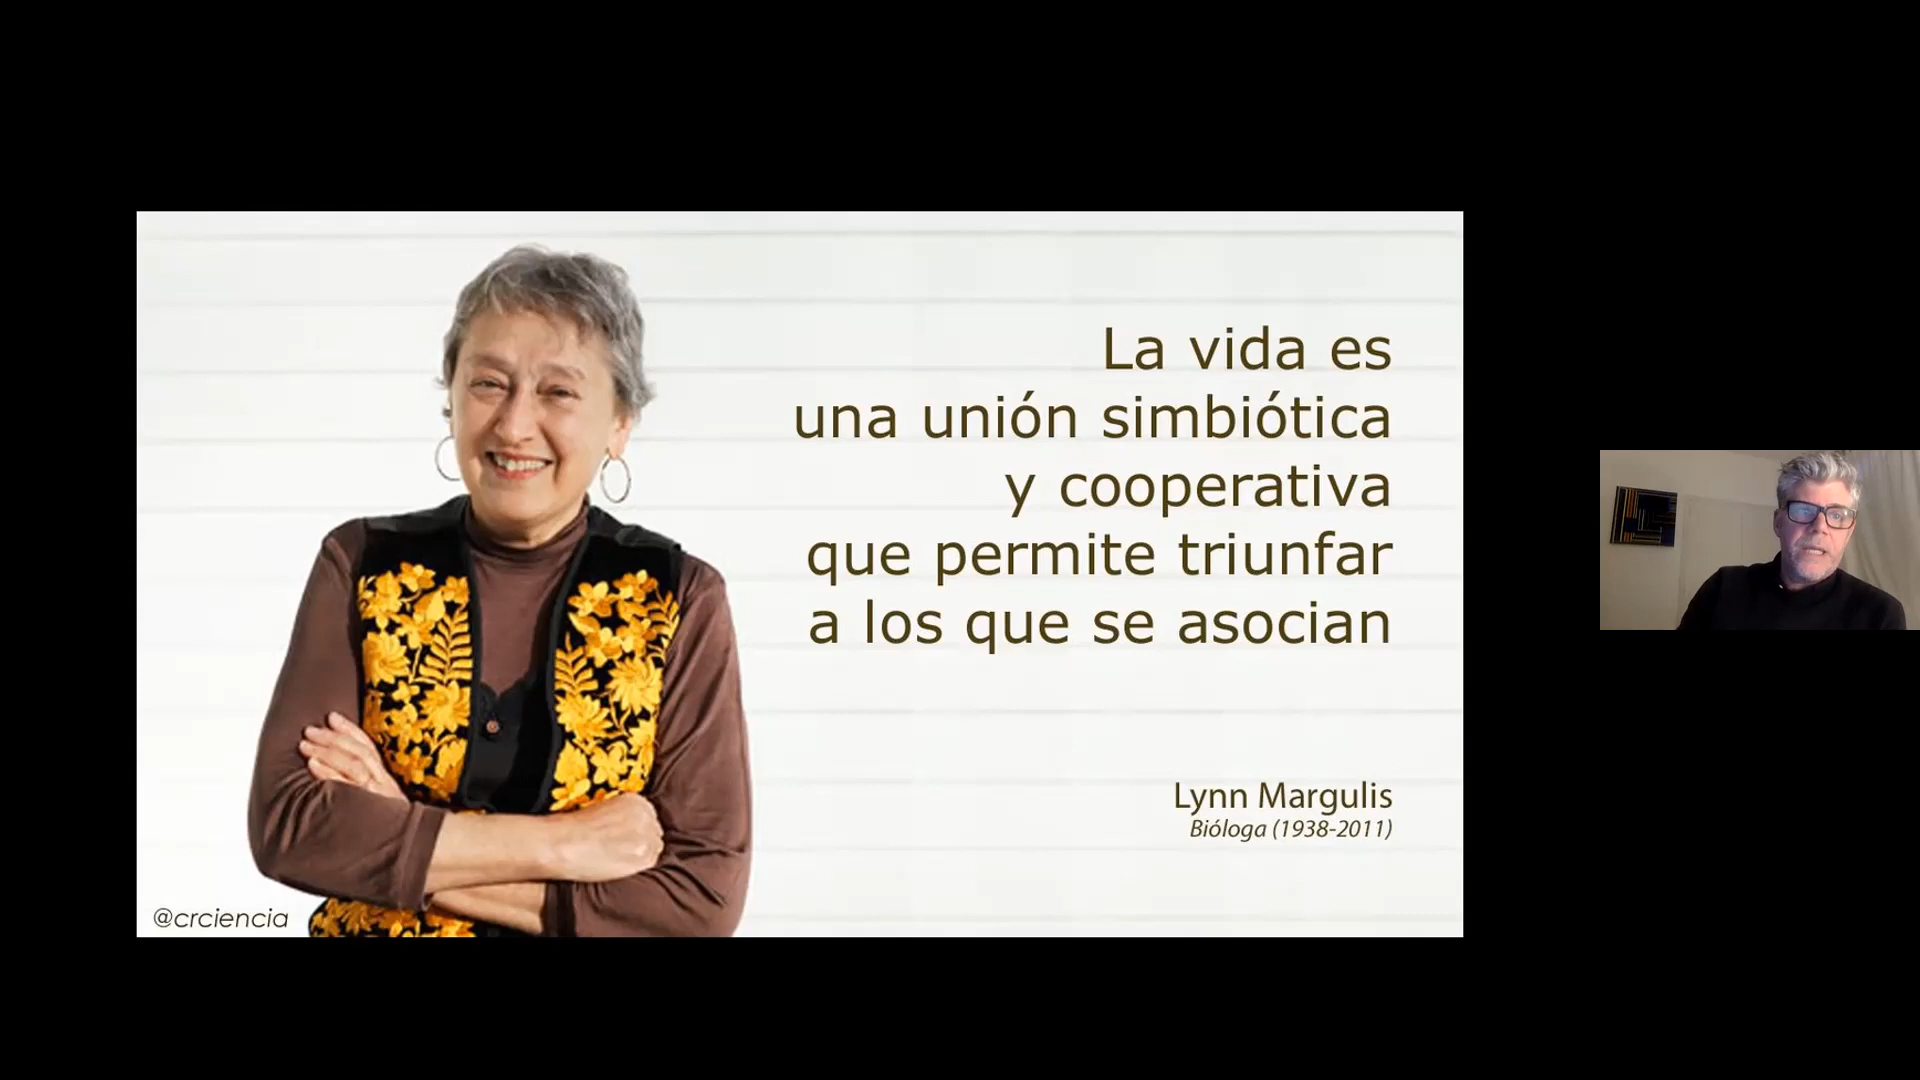 La vida es
una unión simbiótica
y cooperativa
que permite triunfar
a los que se asocian
Lynn Margulis
Bióloga (1938-2011)
@crciencia